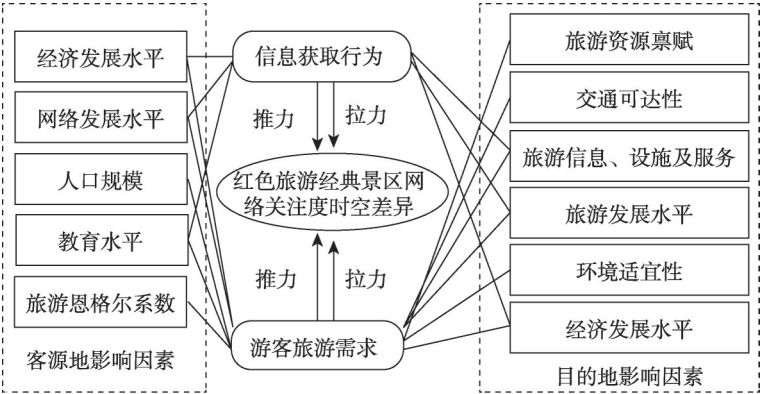 经济发展水平
网络发展水平
人口规模
教育水平
旅游恩格尔系数
客源地影响因素
信息获取行为
推力
拉力
红色旅游经典景区网
络关注度时空差异
推力
拉力
游客旅游需求
旅游资源禀赋
交通可达性
旅游信息、设施及服务
旅游发展水平
环境适宜性
经济发展水平
目的地影响因素